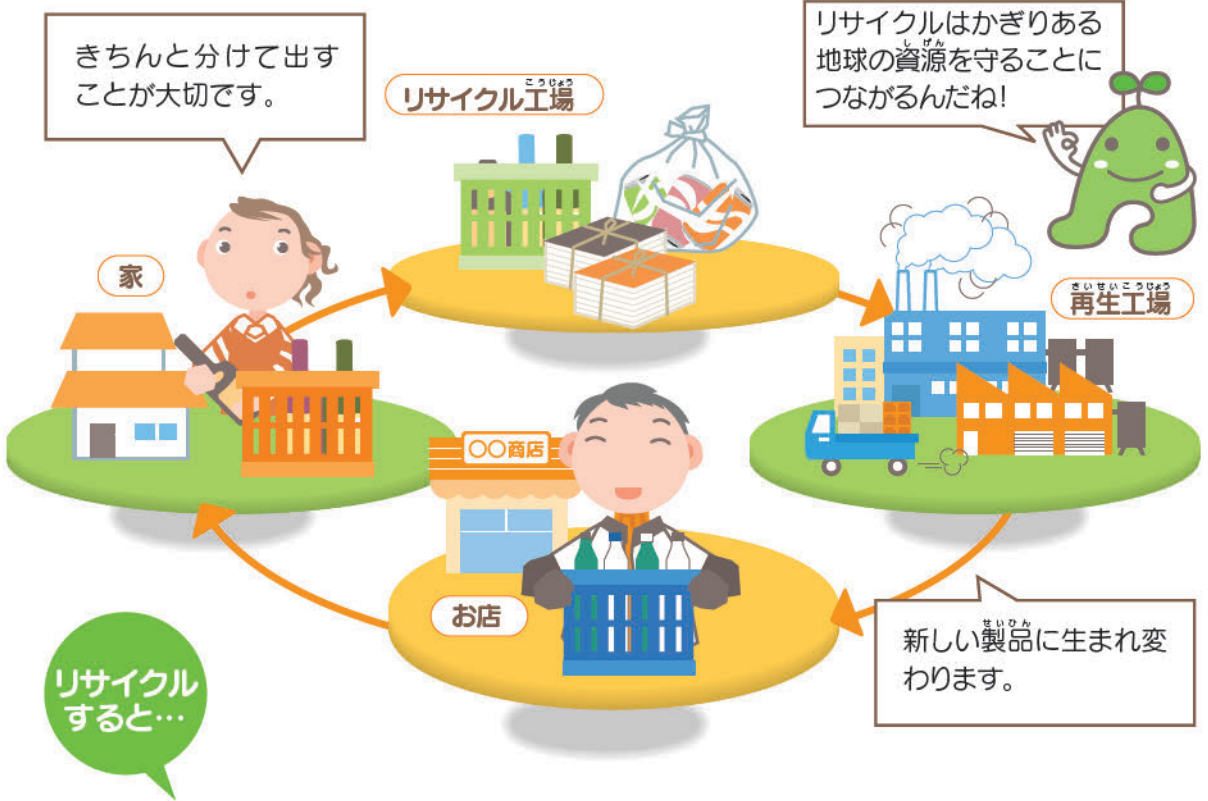 きちんと分けて出す
ことが大切です。
リサイクルはかぎりある
しげん
地球の資源を守ることに
つながるんだね!
こうじょう
リサイクル工場
家
さいせいこうじょう
再生工場
〇〇商店
お店
せいひん
新しい製品に生まれ変
わります。
リサイクル
すると…